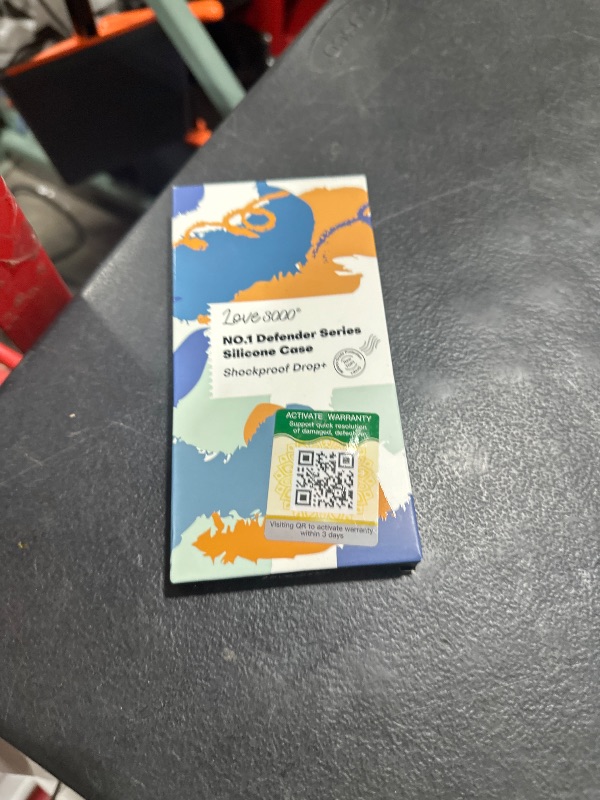 Love 3000®
NO.1 Defender Series
Silicone Case
Shockproof Drop+
ACTIVATE WARRANTY
Support quick resolution
of damaged, defective
Visiting QR to activate warranty
within 3 days